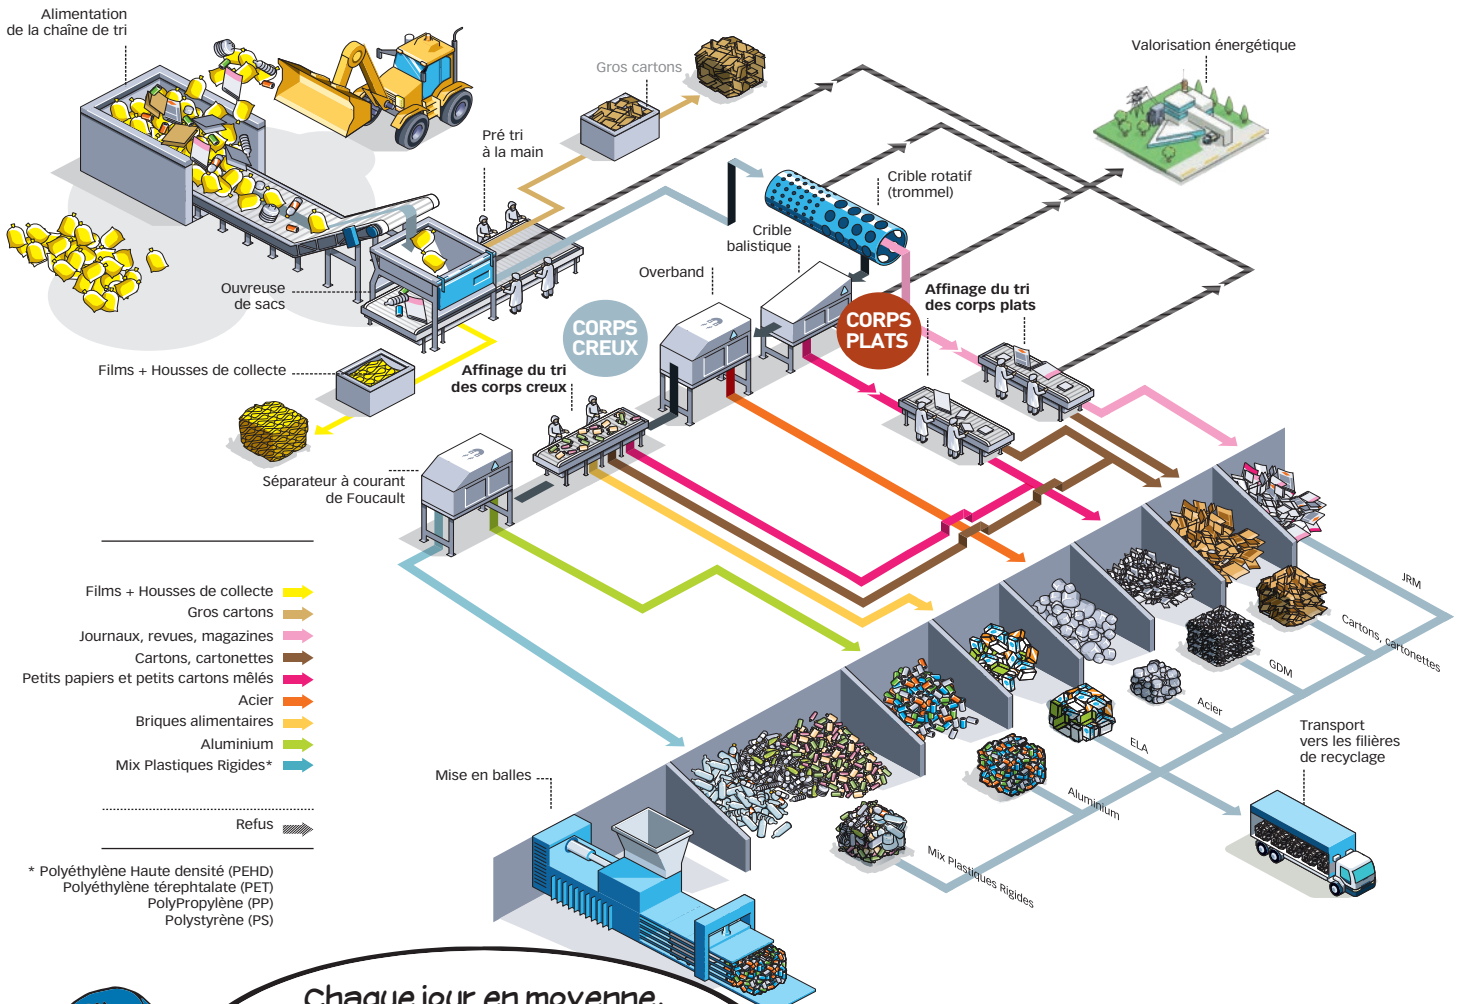 Alimentation
de la chaîne de tri
Gros cartons
Valorisation énergétique
Pré tri
à la main
Crible rotatif
(trommel)
Crible
balistique
Overband
Ouvreuse
de sacs
Affinage du tri
des corps plats
CORPS
CREUX
CORPS
PLATS
Films + Housses de collecte
Affinage du tri
des corps creux
Séparateur à courant
de Foucault
Films + Housses de collecte
Gros cartons
Journaux, revues, magazines
Cartons, cartonettes
Petits papiers et petits cartons mêlés
Acier
Briques alimentaires
Aluminium
Mix Plastiques Rigides*
Refus
* Polyéthylène Haute densité (PEHD)
Polyéthylène térephtalate (PET)
PolyPropylène (PP)
Polystyrène (PS)
JRM
Cartons, cartonettes
GDM
Acier
ELA
Aluminium
Mix Plastiques Rigides
Mise en balles
Transport
vers les filières
de recyclage
Chaque jour en moyenne,